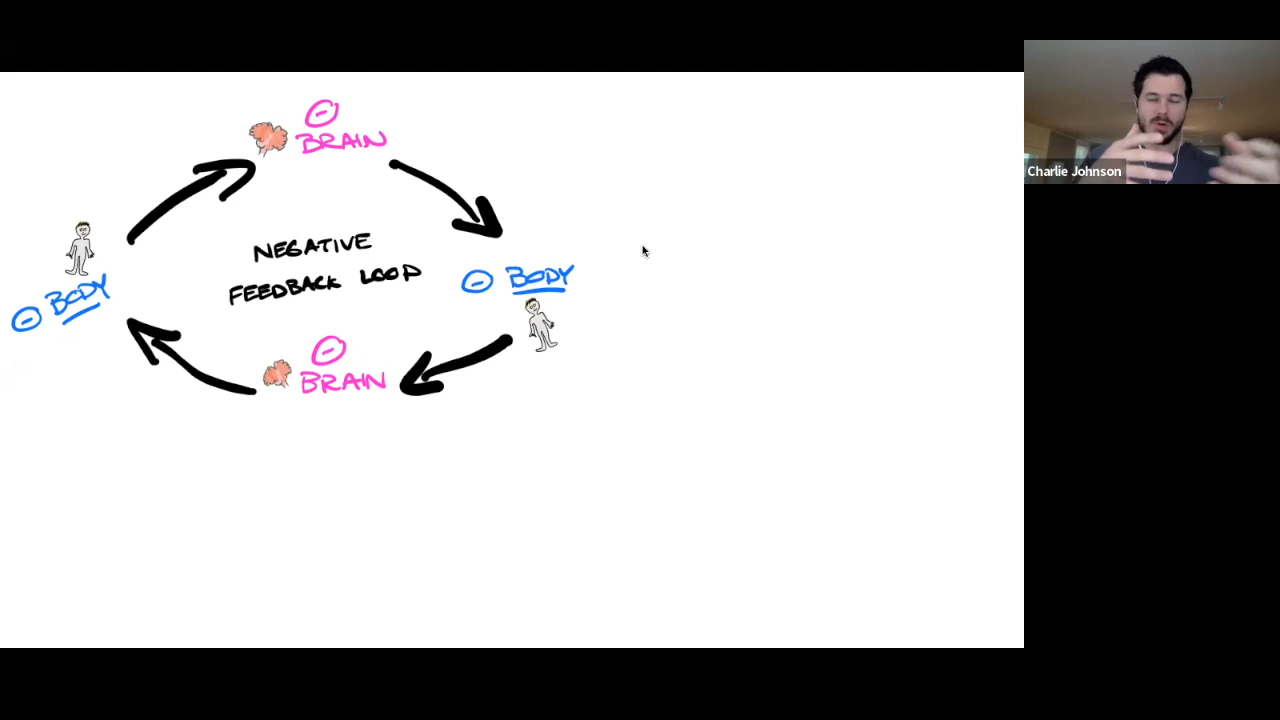 ⊖
BRAIN
NEGATIVE
FEEDBACK LOOP
⊖ BODY
⊖ BODY
⊖
BRAIN
Charlie Johnson